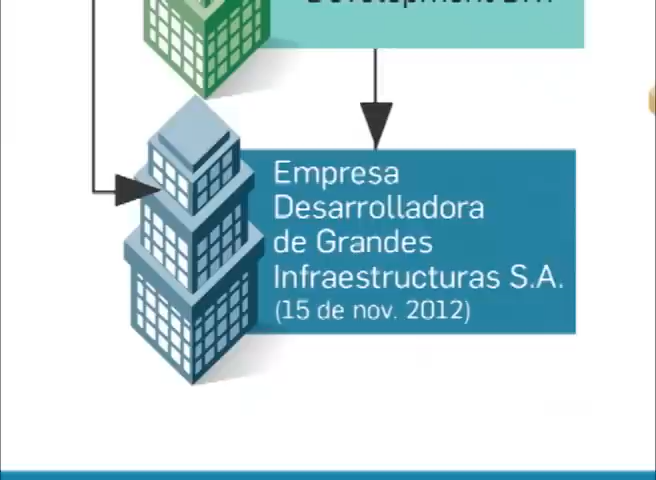 Empresa
Desarrolladora
de Grandes
Infraestructuras S.A.
(15 de nov. 2012)